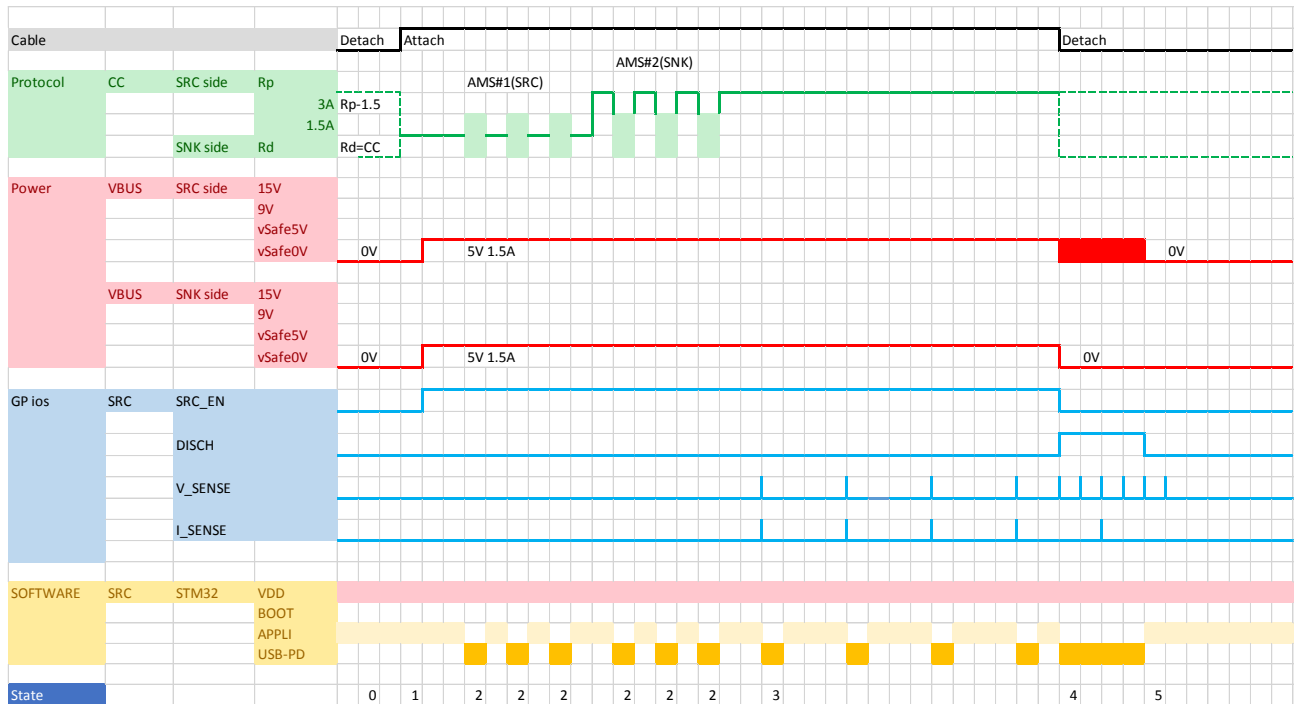 Cable Detach Attach Detach
AMS#2(SNK)
Protocol CC SRC side Rp AMS#1(SRC)
3A Rp-1.5
1.5A
SNK side Rd Rd=CC
Power VBUS SRC side 15V
9V
vSafe5V
vSafe0V 0V 5V 1.5A 0V
VBUS SNK side 15V
9V
vSafe5V
vSafe0V 0V 5V 1.5A 0V
GP ios SRC SRC_EN
DISCH
V_SENSE
I_SENSE
SOFTWARE SRC STM32 VDD
BOOT
APPLI
USB-PD
State 0 1 2 2 2 2 2 2 3 4 5